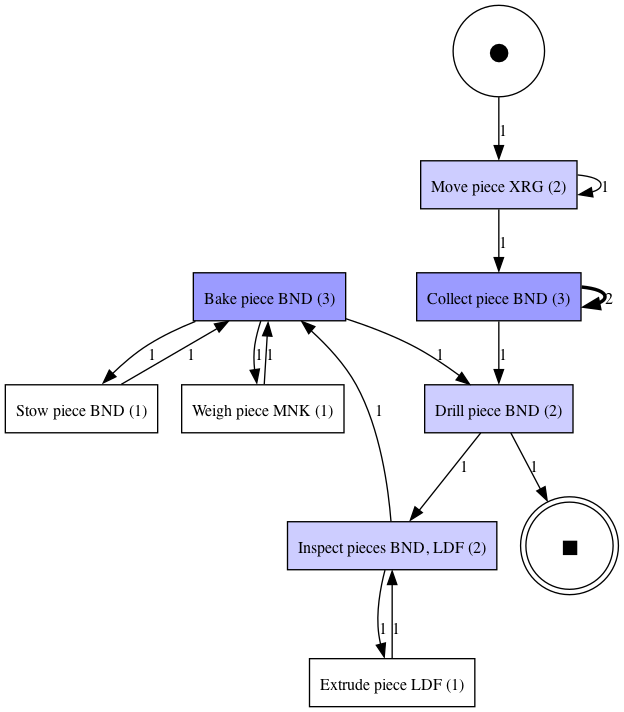 1
Move piece XRG (2)
1
1
Bake piece BND (3)
Collect piece BND (3)
2
1
1
1
1
1
1
Stow piece BND (1)
Weigh piece MNK (1)
Drill piece BND (2)
1
1
1
Inspect pieces BND, LDF (2)
1
1
Extrude piece LDF (1)